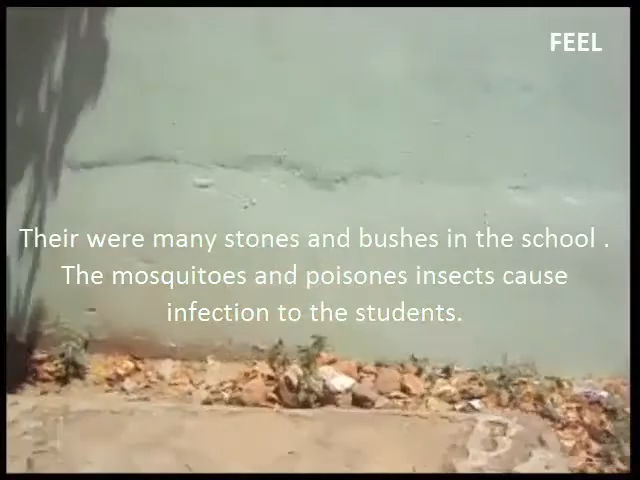 FEEL
Their were many stones and bushes in the school .
The mosquitoes and poisones insects cause
infection to the students.